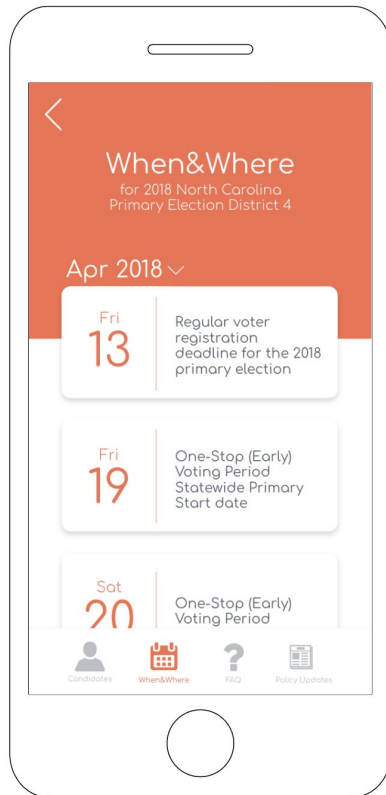 When&Where
for 2018 North Carolina
Primary Election District 4
Apr 2018
Fri
13
Regular voter
registration
deadline for the 2018
primary election
Fri
19
One-Stop (Early)
Voting Period
Statewide Primary
Start date
Sat
20
One-Stop (Early)
Voting Period
Candidates
When&Where
FAQ
Policy Updates